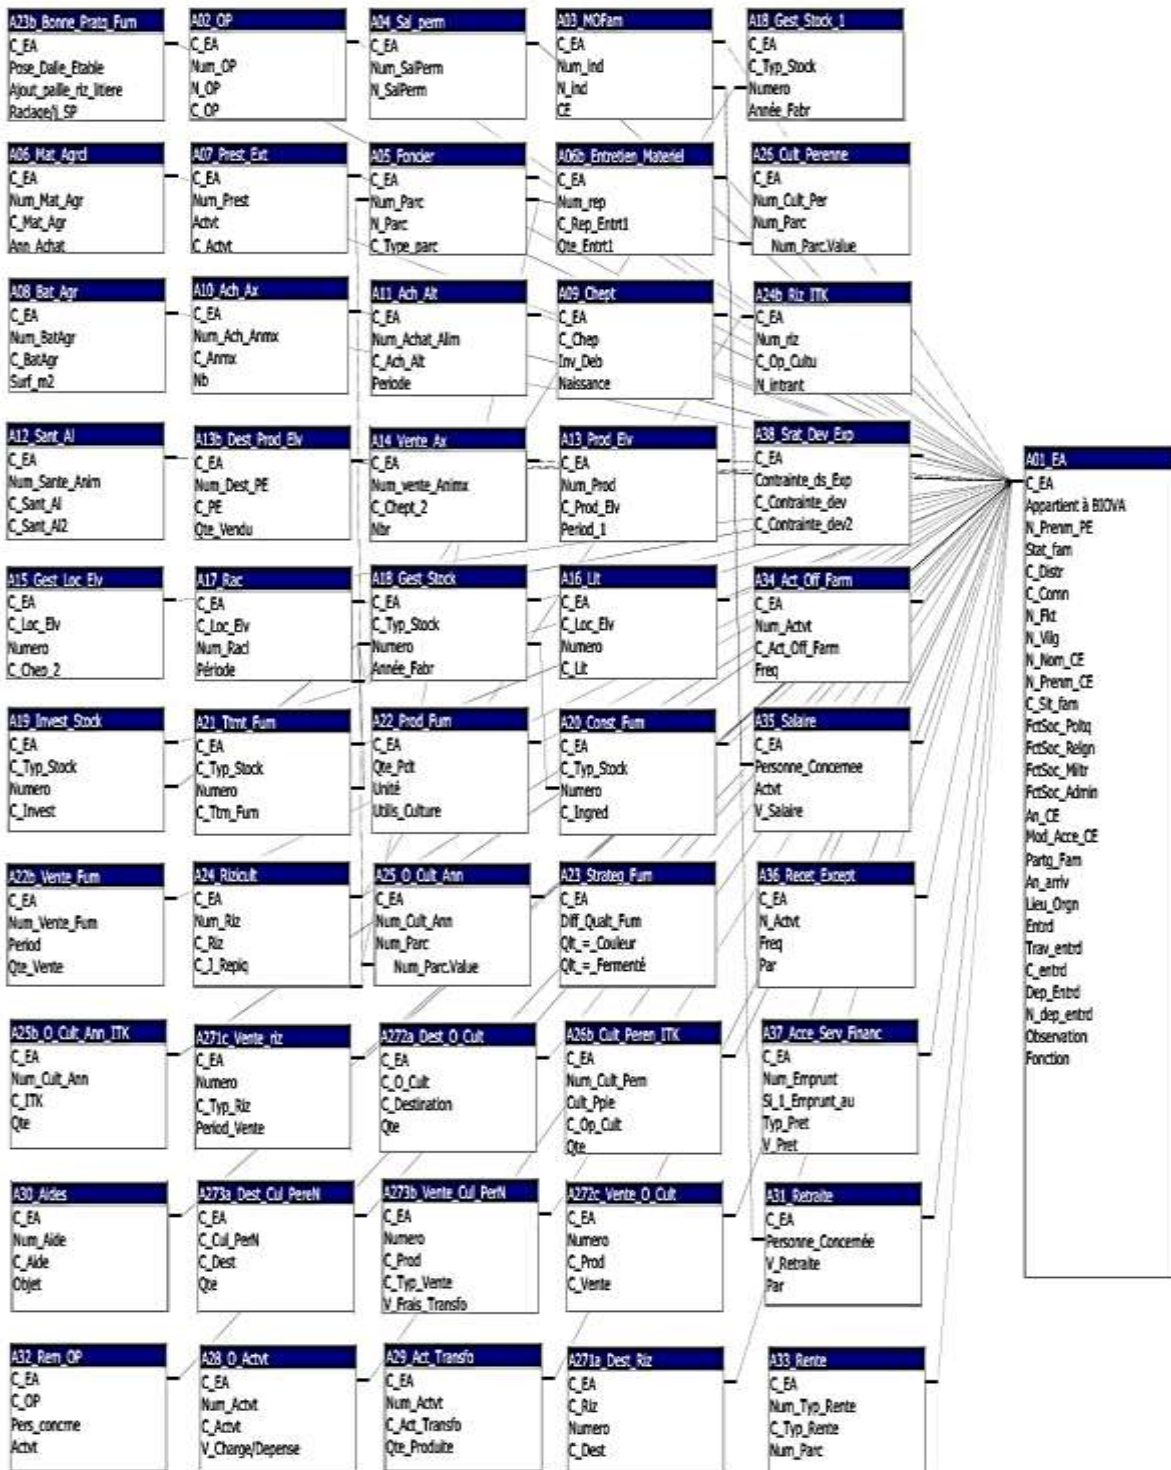 A23b_Bonne_Pratq_Fum
C_EA
Pose_Dalle_Etable
Ajout_paille_riz_litiere
Raclage/j_SP
A02_OP
C_EA
Num_OP
N_OP
C_OP
A04_Sal_perm
C_EA
Num_SalPerm
N_SalPerm
A03_MOFam
C_EA
Num_ind
N_ind
CE
A18_Gest_Stock_1
C_EA
C_Typ_Stock
Numero
Année_Fabr
A06_Mat_Agrcl
C_EA
Num_Mat_Agr
C_Mat_Agr
Ann_Achat
A07_Prest_Ext
C_EA
Num_Prest
Actvt
C_Actvt
A05_Foncier
C_EA
Num_Parc
N_Parc
C_Type_parc
A06b_Entretien_Materiel
C_EA
Num_rep
C_Rep_Entrt1
Qte_Entrt1
A26_Cult_Perenne
C_EA
Num_Cult_Per
Num_Parc
Num_Parc.Value
A08_Bat_Agr
C_EA
Num_BatAgr
C_BatAgr
Surf_m2
A10_Ach_Ax
C_EA
Num_Ach_Anmx
C_Anmx
Nb
A11_Ach_Alt
C_EA
Num_Achat_Alim
C_Ach_Alt
Periode
A09_Chept
C_EA
C_Chep
Inv_Deb
Naissance
A24b_Riz_ITK
C_EA
Num_riz
C_Op_Cultu
N_intrant
A12_Sant_Al
C_EA
Num_Sante_Anim
C_Sant_Al
C_Sant_Al2
A13b_Dest_Prod_Elv
C_EA
Num_Dest_PE
C_PE
Qte_Vendu
A14_Vente_Ax
C_EA
Num_vente_Animx
C_Chept_2
Nbr
A13_Prod_Elv
C_EA
Num_Prod
C_Prod_Elv
Period_1
A38_Srat_Dev_Exp
C_EA
Contrainte_ds_Exp
C_Contrainte_dev
C_Contrainte_dev2
A01_EA
C_EA
Appartient à BIOVA
N_Prenm_PE
Stat_fam
C_Distr
C_Comn
N_Fkt
N_Vilg
N_Nom_CE
N_Prenm_CE
C_Sit_fam
FctSoc_Poltq
FctSoc_Relgn
FctSoc_Miltr
FctSoc_Admin
An_CE
Mod_Acce_CE
Partg_Fam
An_arriv
Lieu_Orgn
Entrd
Trav_entrd
C_entrd
Dep_Entrd
N_dep_entrd
Observation
Fonction
A15_Gest_Loc_Elv
C_EA
C_Loc_Elv
Numero
C_Chep_2
A17_Rac
C_EA
C_Loc_Elv
Num_Racl
Période
A18_Gest_Stock
C_EA
C_Typ_Stock
Numero
Année_Fabr
A16_Lit
C_EA
C_Loc_Elv
Numero
C_Lit
A34_Act_Off_Farm
C_EA
Num_Actvt
C_Act_Off_Farm
Freq
A19_Invest_Stock
C_EA
C_Typ_Stock
Numero
C_Invest
A21_Ttmt_Fum
C_EA
C_Typ_Stock
Numero
C_Ttm_Fum
A22_Prod_Fum
C_EA
Qte_Pdt
Unité
Utilis_Culture
A20_Const_Fum
C_EA
C_Typ_Stock
Numero
C_Ingred
A35_Salaire
C_EA
Personne_Concernee
Actvt
V_Salaire
A22b_Vente_Fum
C_EA
Num_Vente_Fum
Period
Qte_Vente
A24_Rizicult
C_EA
Num_Riz
C_Riz
C_J_Repiq
A25_O_Cult_Ann
C_EA
Num_Cult_Ann
Num_Parc
Num_Parc.Value
A23_Strateg_Fum
C_EA
Diff_Qualt_Fum
Qlt_=_Couleur
Qlt_=_Fermenté
A36_Recet_Except
C_EA
N_Actvt
Freq
Par
A25b_O_Cult_Ann_ITK
C_EA
Num_Cult_Ann
C_ITK
Qte
A271c_Vente_riz
C_EA
Numero
C_Typ_Riz
Period_Vente
A272a_Dest_O_Cult
C_EA
C_O_Cult
C_Destination
Qte
A26b_Cult_Peren_ITK
C_EA
Num_Cult_Pern
Cult_Pple
C_Op_Cult
Qte
A37_Acce_Serv_Financ
C_EA
Num_Emprunt
Si_1_Emprunt_au
Typ_Pret
V_Pret
A30_Aides
C_EA
Num_Aide
C_Aide
Objet
A273a_Dest_Cul_PereN
C_EA
C_Cul_PerN
C_Dest
Qte
A273b_Vente_Cul_PerN
C_EA
Numero
C_Prod
C_Typ_Vente
V_Frais_Transfo
A272c_Vente_O_Cult
C_EA
Numero
C_Prod
C_Vente
A31_Retraite
C_EA
Personne_Concernée
V_Retraite
Par
A32_Rem_OP
C_EA
C_OP
Pers_concrne
Actvt
A28_O_Actvt
C_EA
Num_Actvt
C_Actvt
V_Charge/Depense
A29_Act_Transfo
C_EA
Num_Actvt
C_Act_Transfo
Qte_Produite
A271a_Dest_Riz
C_EA
C_Riz
Numero
C_Dest
A33_Rente
C_EA
Num_Typ_Rente
C_Typ_Rente
Num_Parc